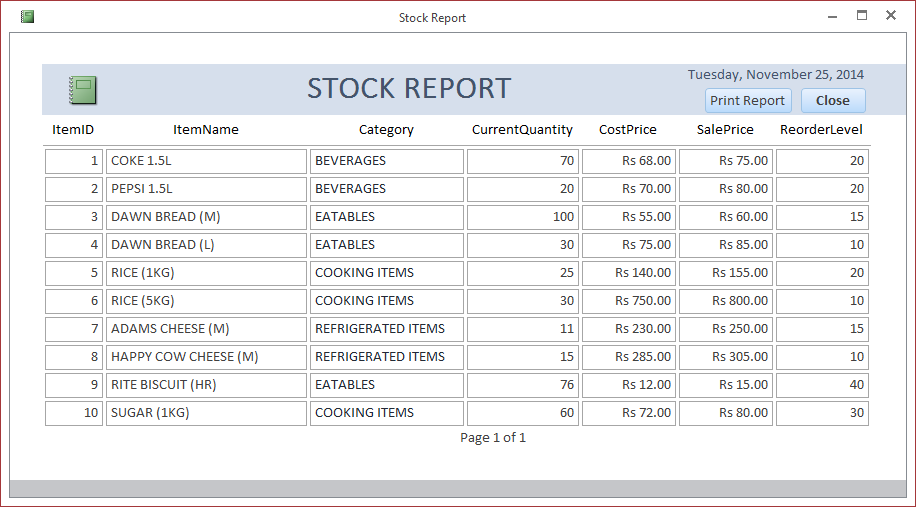 Stock Report
Tuesday, November 25, 2014
STOCK REPORT
Print Report Close
ItemID ItemName Category CurrentQuantity CostPrice SalePrice ReorderLevel
1 COKE 1.5L BEVERAGES 70 Rs 68.00 Rs 75.00 20
2 PEPSI 1.5L BEVERAGES 20 Rs 70.00 Rs 80.00 20
3 DAWN BREAD (M) EATABLES 100 Rs 55.00 Rs 60.00 15
4 DAWN BREAD (L) EATABLES 30 Rs 75.00 Rs 85.00 10
5 RICE (1KG) COOKING ITEMS 25 Rs 140.00 Rs 155.00 20
6 RICE (5KG) COOKING ITEMS 30 Rs 750.00 Rs 800.00 10
7 ADAMS CHEESE (M) REFRIGERATED ITEMS 11 Rs 230.00 Rs 250.00 15
8 HAPPY COW CHEESE (M) REFRIGERATED ITEMS 15 Rs 285.00 Rs 305.00 10
9 RITE BISCUIT (HR) EATABLES 76 Rs 12.00 Rs 15.00 40
10 SUGAR (1KG) COOKING ITEMS 60 Rs 72.00 Rs 80.00 30
Page 1 of 1